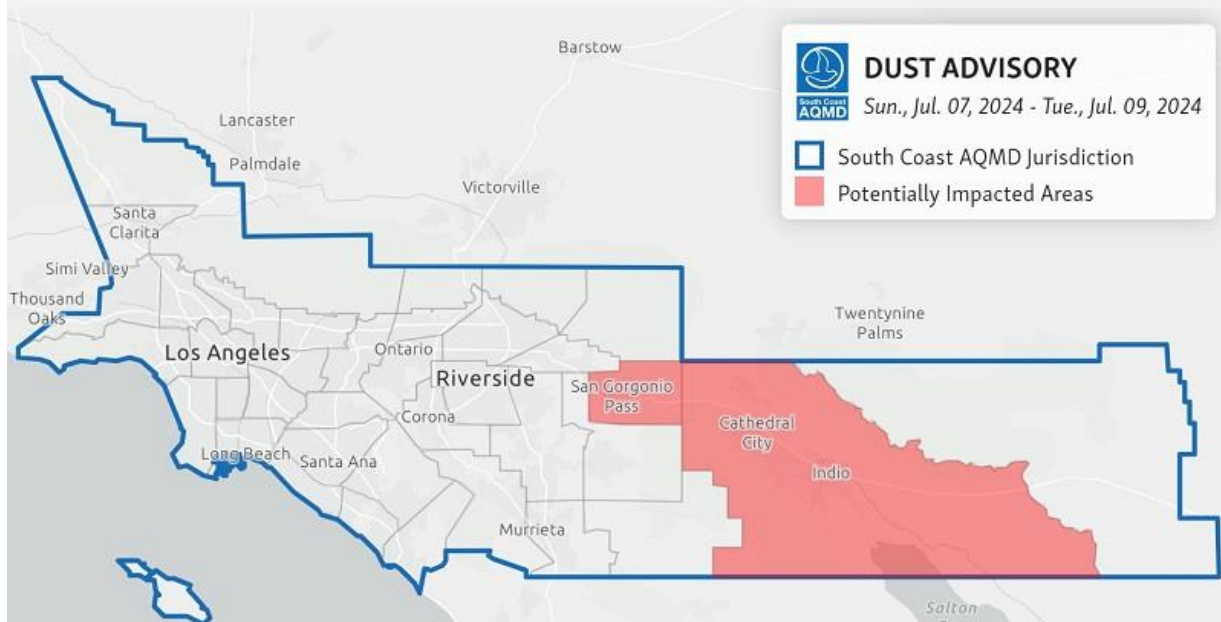 Barstow
DUST ADVISORY
South Coast
AQMD
Sun., Jul. 07, 2024 - Tue., Jul. 09, 2024
South Coast AQMD Jurisdiction
Potentially Impacted Areas
Lancaster
Palmdale
Victorville
Santa
Clarita
Simi Valley
Thousand
Oaks
Twentynine
Palms
Los Angeles
Ontario
Riverside
San Gorgonio
Pass
Corona
Cathedral
City
Long Beach
Santa Ana
Indio
Murrieta
Salton